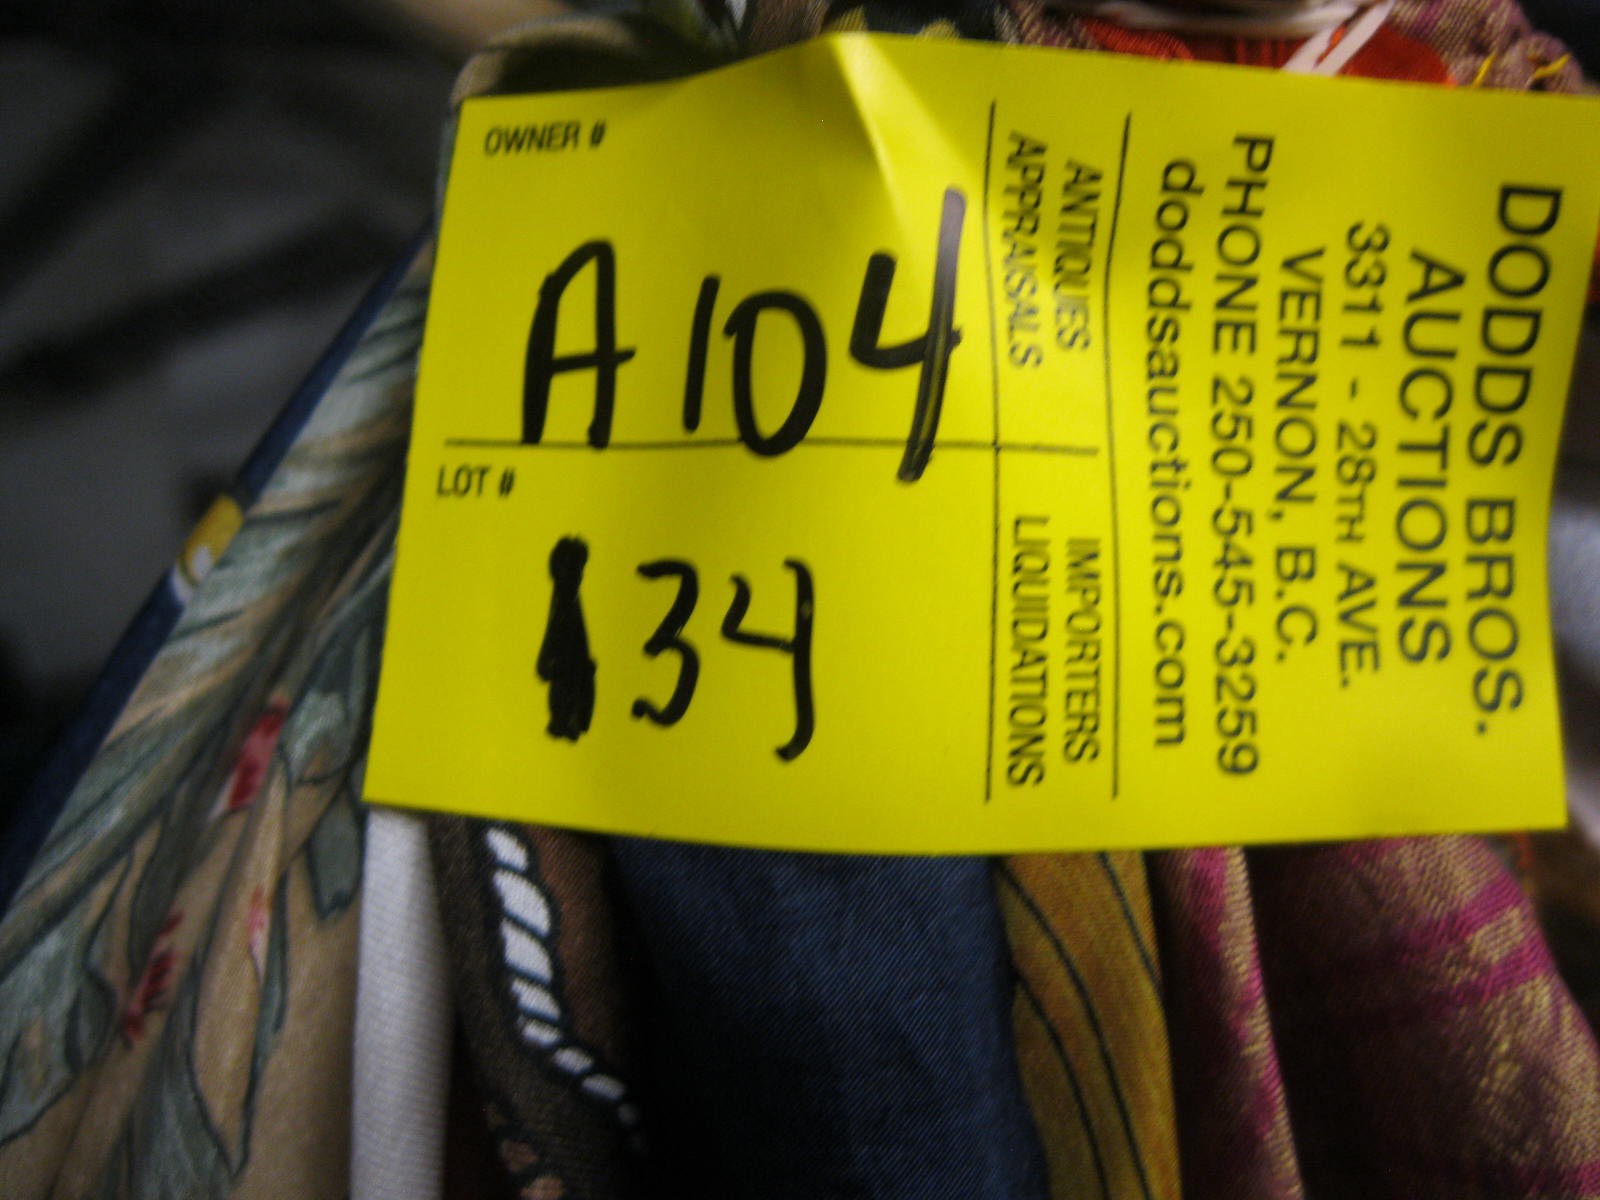 OWNER #
A104
LOT #
134
ANTIQUES IMPORTERS
APPRAISALS LIQUIDATIONS
DODDS BROS.
AUCTIONS
3311 - 28TH AVE.
VERNON, B.C.
PHONE 250-545-3259
doddsauctions.com